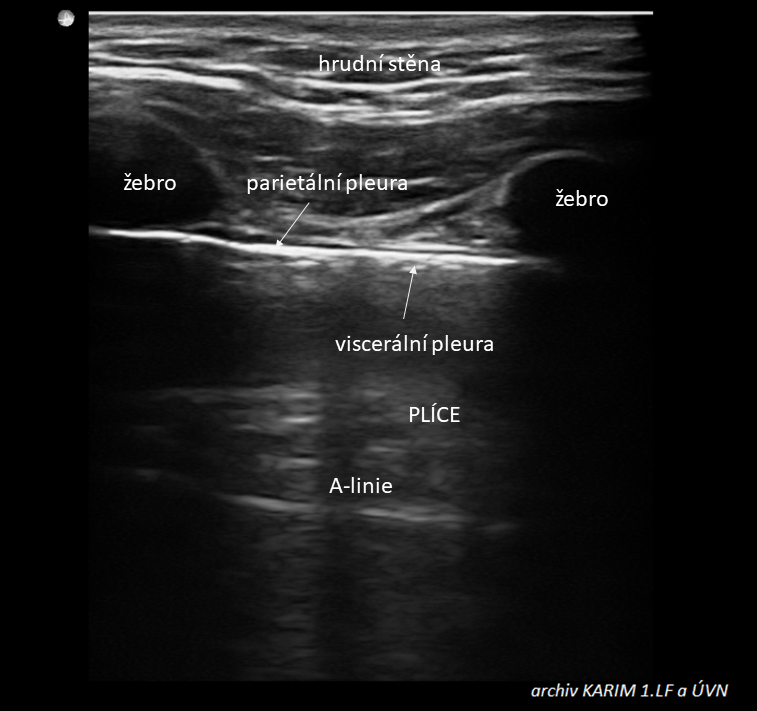 hrudní stěna
žebro
parietální pleura
žebro
viscerální pleura
PLÍCE
A-linie
archiv KARIM 1.LF a ÚVN